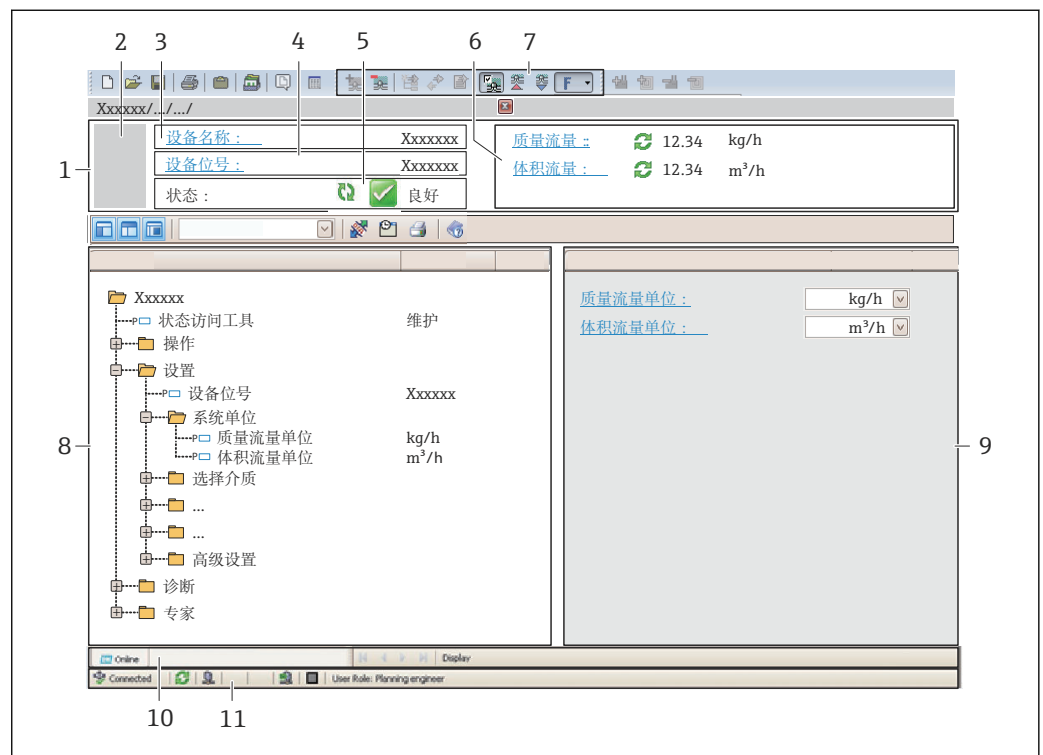 2 3 4 5 6 7
F
Xxxxxx/.../.../
1
设备名称： Xxxxxxx
设备位号： Xxxxxxx
状态： 良好
质量流量：: 12.34 kg/h
体积流量： 12.34 m³/h
8
Xxxxxx
P 状态访问工具 维护
操作
设置
P 设备位号 Xxxxxx
系统单位
P 质量流量单位 kg/h
P 体积流量单位 m³/h
选择介质
...
...
高级设置
诊断
专家
质量流量单位： kg/h
体积流量单位： m³/h
9
Online Display
Connected User Role: Planning engineer
10 11